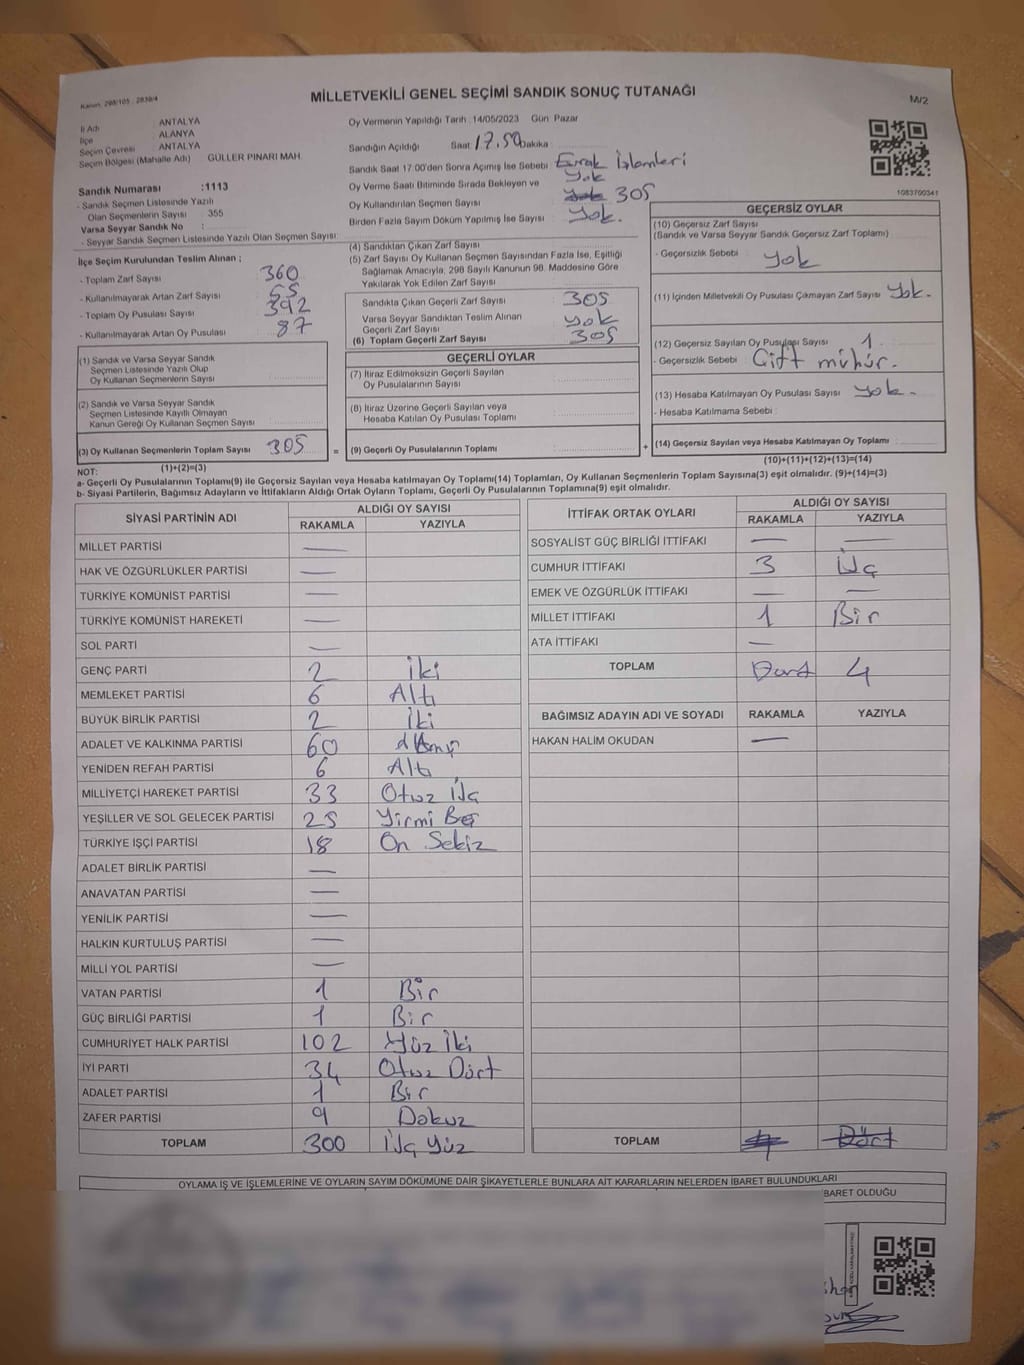 Kanun: 298/105 - 2839/4
MİLLETVEKİLİ GENEL SEÇİMİ SANDIK SONUÇ TUTANAĞI
M/2
İl Adı : ANTALYA
İlçe : ALANYA
Seçim Çevresi : ANTALYA
Seçim Bölgesi (Mahalle Adı) GÜLLER PINARI MAH.
Sandık Numarası :1113
- Sandık Seçmen Listesinde Yazılı
Olan Seçmenlerin Sayısı : 355
Varsa Seyyar Sandık No :
- Seyyar Sandık Seçmen Listesinde Yazılı Olan Seçmen Sayısı:
Oy Vermenin Yapıldığı Tarih :14/05/2023 Gün Pazar
Sandığın Açıldığı Saat 17.50 Dakika
Sandık Saat 17:00'den Sonra Açılmış İse Sebebi Evrak İşlemleri
Oy Verme Saati Bitiminde Sırada Bekleyen ve Yok
Oy Kullandırılan Seçmen Sayısı 305
Birden Fazla Sayım Döküm Yapılmış İse Sayısı Yok.
1083700341
İlçe Seçim Kurulundan Teslim Alınan ;
- Toplam Zarf Sayısı 360
- Kullanılmayarak Artan Zarf Sayısı 55
- Toplam Oy Pusulası Sayısı 392
- Kullanılmayarak Artan Oy Pusulası 87
(1) Sandık ve Varsa Seyyar Sandık
Seçmen Listesinde Yazılı Olup
Oy Kullanan Seçmenlerin Sayısı
(2) Sandık ve Varsa Seyyar Sandık
Seçmen Listesinde Kayıtlı Olmayan
Kanun Gereği Oy Kullanan Seçmen Sayısı
(3) Oy Kullanan Seçmenlerin Toplam Sayısı 305
(1)+(2)=(3)
(4) Sandıktan Çıkan Zarf Sayısı
(5) Zarf Sayısı Oy Kullanan Seçmen Sayısından Fazla İse, Eşitliği
Sağlamak Amacıyla, 298 Sayılı Kanunun 98. Maddesine Göre
Yakılarak Yok Edilen Zarf Sayısı
Sandıkta Çıkan Geçerli Zarf Sayısı 305
Varsa Seyyar Sandıktan Teslim Alınan
Geçerli Zarf Sayısı Yok
(6) Toplam Geçerli Zarf Sayısı 305
GEÇERLİ OYLAR
(7) İtiraz Edilmeksizin Geçerli Sayılan
Oy Pusulalarının Sayısı
(8) İtiraz Üzerine Geçerli Sayılan veya
Hesaba Katılan Oy Pusulası Toplamı
= (9) Geçerli Oy Pusulalarının Toplamı
GEÇERSİZ OYLAR
(10) Geçersiz Zarf Sayısı
(Sandık ve Varsa Seyyar Sandık Geçersiz Zarf Toplamı)
- Geçersizlik Sebebi Yok
(11) İçinden Milletvekili Oy Pusulası Çıkmayan Zarf Sayısı Yok.
(12) Geçersiz Sayılan Oy Pusulası Sayısı 1
- Geçersizlik Sebebi Çift mühür.
(13) Hesaba Katılmayan Oy Pusulası Sayısı Yok.
- Hesaba Katılmama Sebebi
+ (14) Geçersiz Sayılan veya Hesaba Katılmayan Oy Toplamı
(10)+(11)+(12)+(13)=(14)
NOT:
a- Geçerli Oy Pusulaları Toplamı(9) ile Geçersiz Sayılan veya Hesaba katılmayan Oy Toplamı(14) Toplamları, Oy Kullanan Seçmenlerin Toplam Sayısına(3) eşit olmalıdır. (9)+(14)=(3)
b- Siyasi Partilerin, Bağımsız Adayların ve İttifakların Aldığı Ortak Oyların Toplamı, Geçerli Oy Pusulalarının Toplamına(9) eşit olmalıdır.
SİYASİ PARTİNİN ADI ALDIĞI OY SAYISI
RAKAMLA YAZIYLA
MİLLET PARTİSİ —
HAK VE ÖZGÜRLÜKLER PARTİSİ —
TÜRKİYE KOMÜNİST PARTİSİ —
TÜRKİYE KOMÜNİST HAREKETİ —
SOL PARTİ —
GENÇ PARTİ 2 İki
MEMLEKET PARTİSİ 6 Altı
BÜYÜK BİRLİK PARTİSİ 2 İki
ADALET VE KALKINMA PARTİSİ 60 Altmış
YENİDEN REFAH PARTİSİ 6 Altı
MİLLİYETÇİ HAREKET PARTİSİ 33 Otuz Üç
YEŞİLLER VE SOL GELECEK PARTİSİ 25 Yirmi Beş
TÜRKİYE İŞÇİ PARTİSİ 18 On Sekiz
ADALET BİRLİK PARTİSİ —
ANAVATAN PARTİSİ —
YENİLİK PARTİSİ —
HALKIN KURTULUŞ PARTİSİ —
MİLLİ YOL PARTİSİ —
VATAN PARTİSİ 1 Bir
GÜÇ BİRLİĞİ PARTİSİ 1 Bir
CUMHURİYET HALK PARTİSİ 102 Yüz İki
İYİ PARTİ 34 Otuz Dört
ADALET PARTİSİ 1 Bir
ZAFER PARTİSİ 9 Dokuz
TOPLAM 300 Üç Yüz
İTTİFAK ORTAK OYLARI ALDIĞI OY SAYISI
RAKAMLA YAZIYLA
SOSYALİST GÜÇ BİRLİĞİ İTTİFAKI — —
CUMHUR İTTİFAKI 3 Üç
EMEK VE ÖZGÜRLÜK İTTİFAKI — —
MİLLET İTTİFAKI 1 Bir
ATA İTTİFAKI —
TOPLAM Dört 4
BAĞIMSIZ ADAYIN ADI VE SOYADI RAKAMLA YAZIYLA
HAKAN HALİM OKUDAN —
TOPLAM 4 Dört
OYLAMA İŞ VE İŞLEMLERİNE VE OYLARIN SAYIM DÖKÜMÜNE DAİR ŞİKAYETLERLE BUNLARA AİT KARARLARIN NELERDEN İBARET BULUNDUKLARI
İBARET OLDUĞU